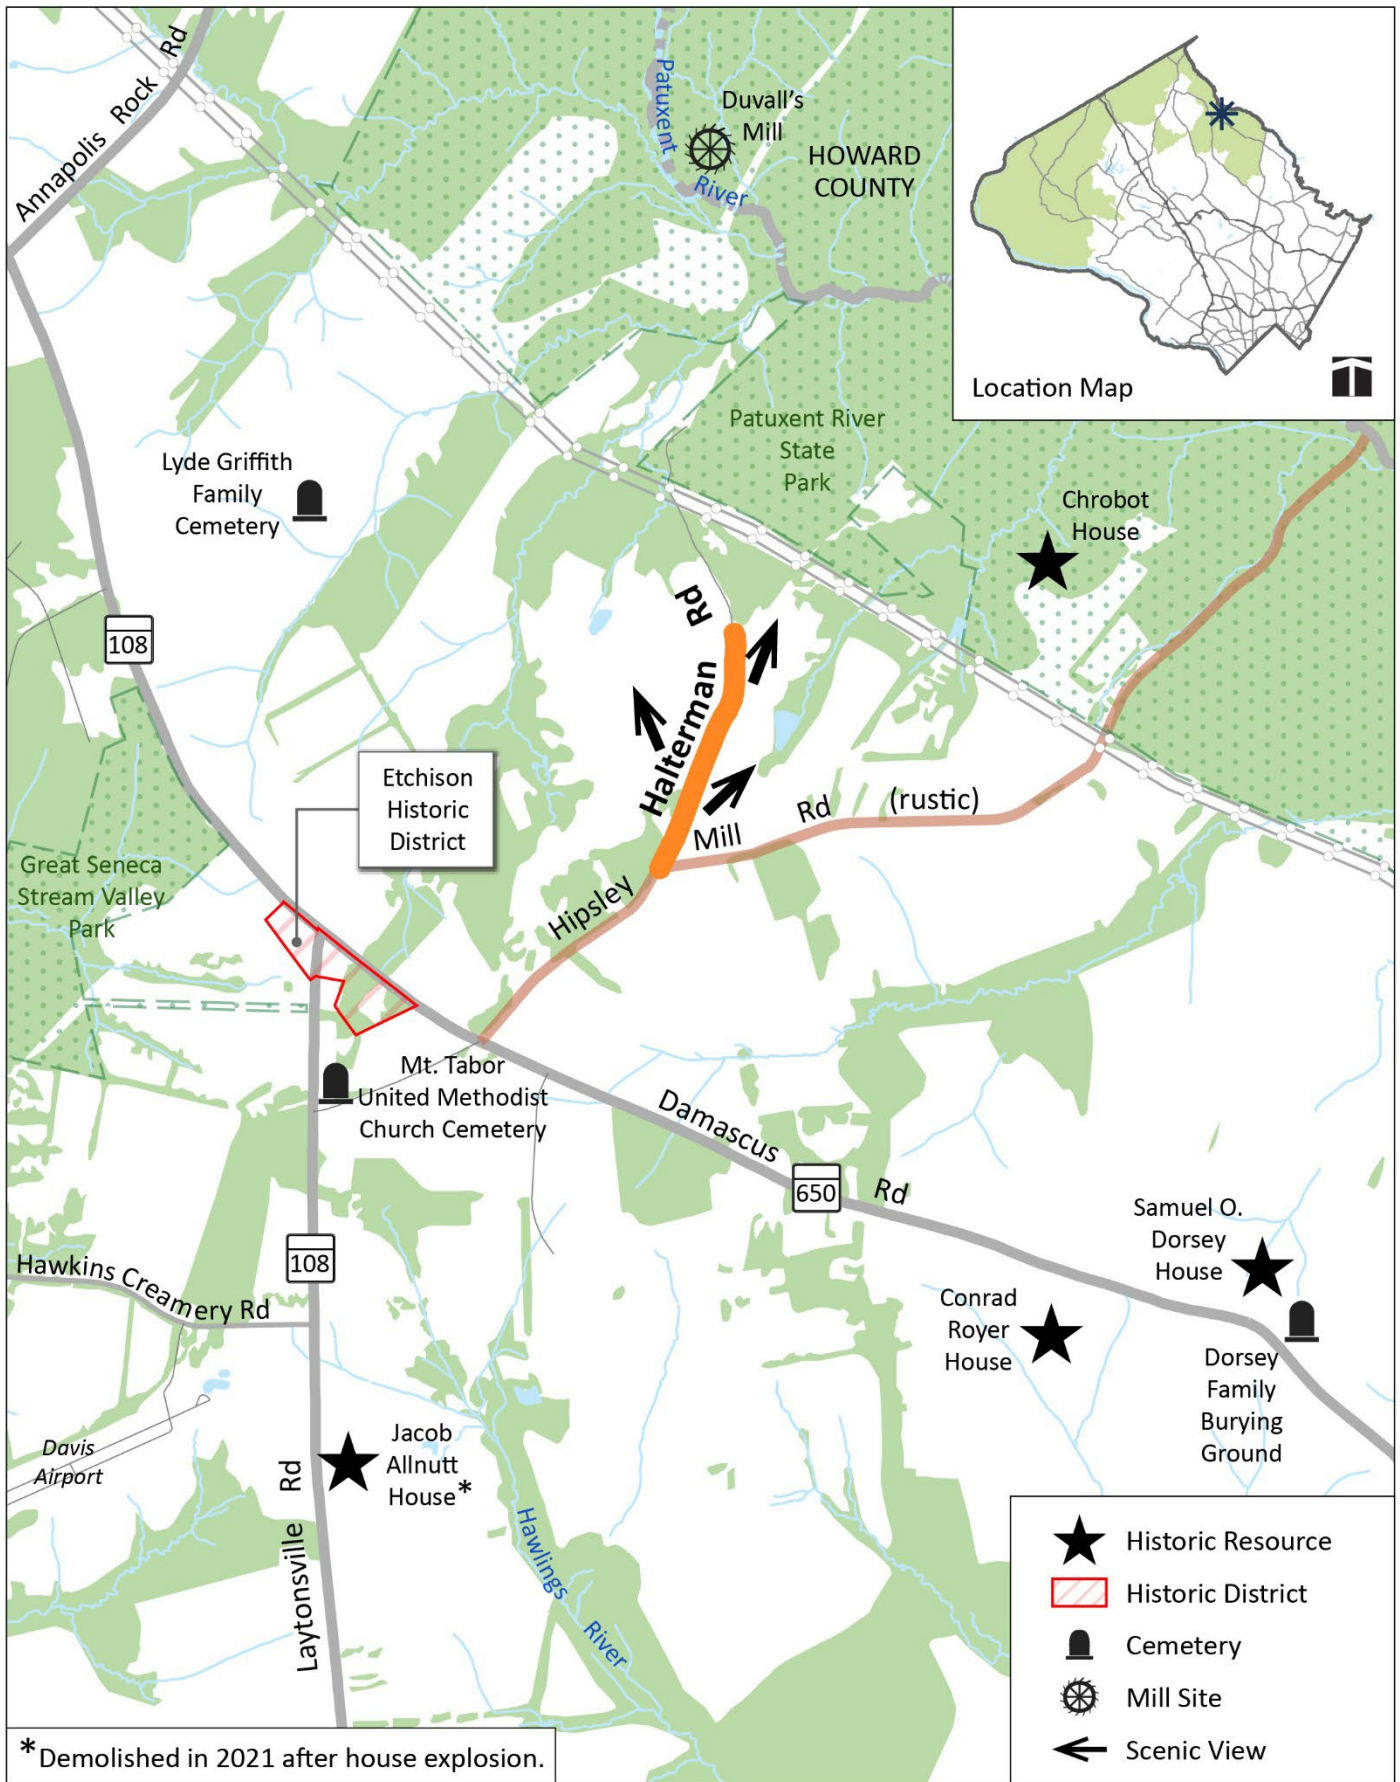 Annapolis Rock Rd
Patuxent
River
Duvall's
Mill
HOWARD
COUNTY
Location Map
Patuxent River
State
Park
Lyde Griffith
Family
Cemetery
Chrobot
House
108
Halterman Rd
Etchison
Historic
District
Hipsley Mill Rd (rustic)
Great Seneca
Stream Valley
Park
Mt. Tabor
United Methodist
Church Cemetery
Damascus Rd
650
108
Hawkins Creamery Rd
Samuel O.
Dorsey
House
Conrad
Royer
House
Dorsey
Family
Burying
Ground
Davis
Airport
Jacob
Allnutt
House*
Laytonsville Rd
Hawlings River
Historic Resource
Historic District
Cemetery
Mill Site
Scenic View
*Demolished in 2021 after house explosion.